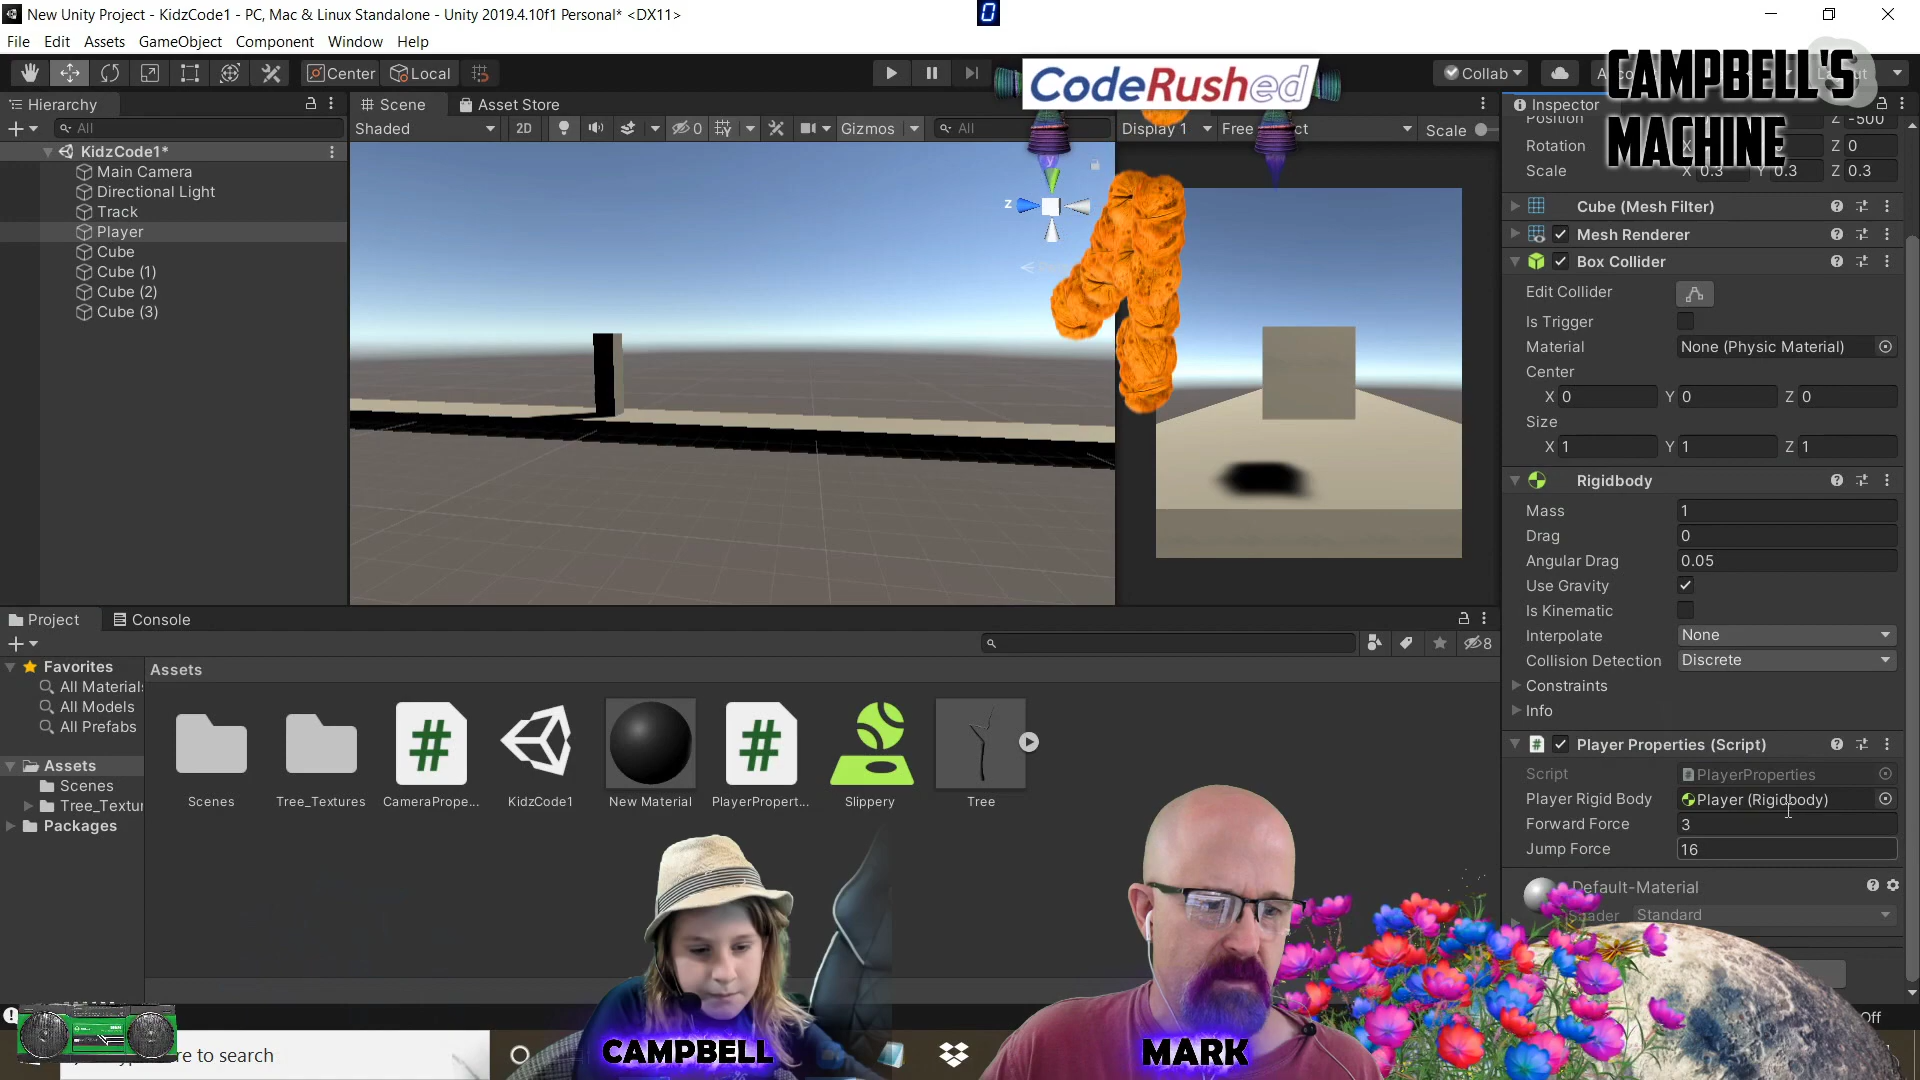 New Unity Project - KidzCode1 - PC, Mac & Linux Standalone - Unity 2019.4.10f1 Personal* <DX11>
0
File Edit Assets GameObject Component Window Help
Center Local
CodeRushed
Collab
CAMPBELL'S
MACHINE
Hierarchy
Scene Asset Store
Inspector
All
Shaded 2D 0 Gizmos All
Display 1 Free Scale
Position Z -500
Rotation Z 0
Scale X 0.3 Y 0.3 Z 0.3
KidzCode1*
Main Camera
Directional Light
Track
Player
Cube
Cube (1)
Cube (2)
Cube (3)
y
z
Cube (Mesh Filter)
Mesh Renderer
Box Collider
Edit Collider
Is Trigger
Material None (Physic Material)
Center
X 0 Y 0 Z 0
Size
X 1 Y 1 Z 1
Rigidbody
Mass 1
Drag 0
Angular Drag 0.05
Use Gravity
Is Kinematic
Interpolate None
Collision Detection Discrete
Constraints
Info
Player Properties (Script)
Script PlayerProperties
Player Rigid Body Player (Rigidbody)
Forward Force 3
Jump Force 16
Default-Material
Shader Standard
Project Console
8
Favorites
All Materials
All Models
All Prefabs
Assets
Scenes
Tree_Textur
Packages
Assets
Scenes Tree_Textures CameraPrope... KidzCode1 New Material PlayerPropert... Slippery Tree
Off
re to search
CAMPBELL
MARK